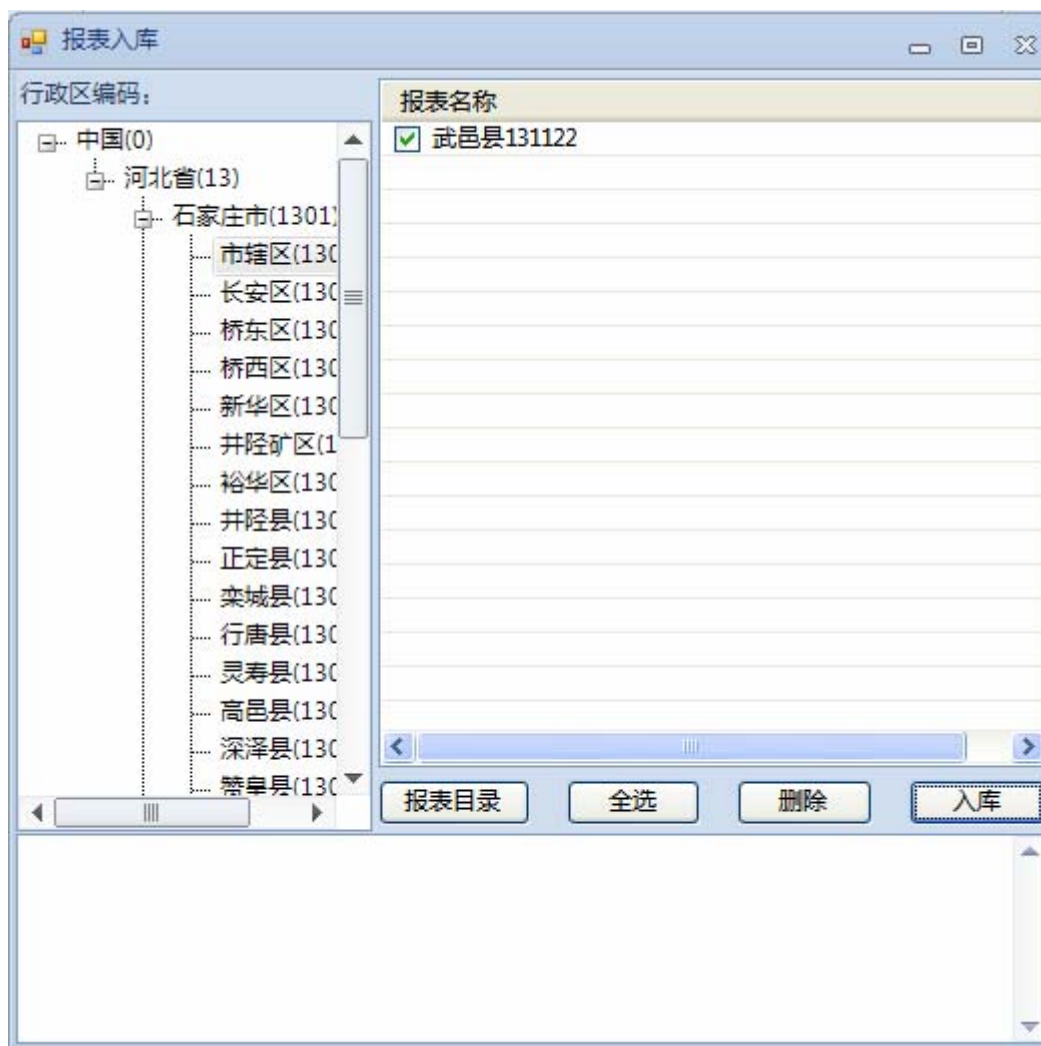 报表入库
行政区编码：
中国(0)
河北省(13)
石家庄市(1301)
市辖区(130
长安区(130
桥东区(130
桥西区(130
新华区(130
井陉矿区(1
裕华区(130
井陉县(130
正定县(130
栾城县(130
行唐县(130
灵寿县(130
高邑县(130
深泽县(130
赞皇县(130
报表名称
武邑县131122
报表目录
全选
删除
入库